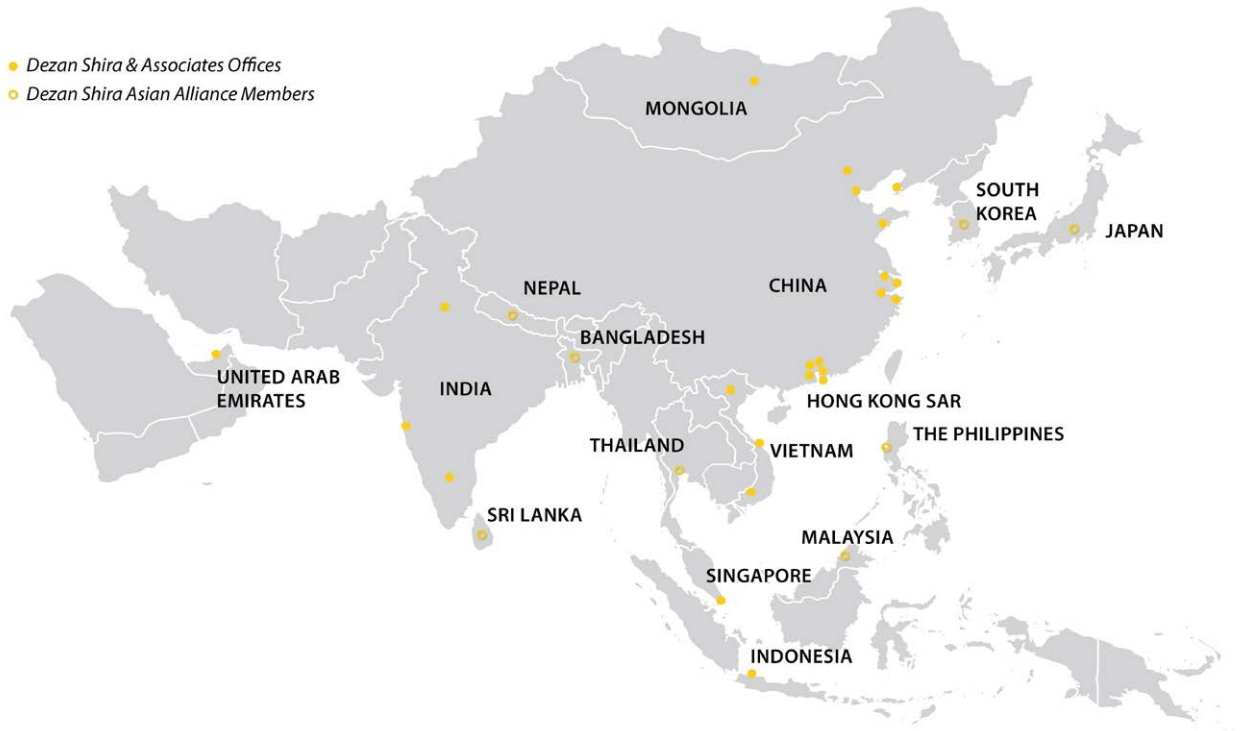 Dezan Shira & Associates Offices
Dezan Shira Asian Alliance Members
MONGOLIA
SOUTH
KOREA
JAPAN
CHINA
NEPAL
BANGLADESH
UNITED ARAB
EMIRATES
INDIA
HONG KONG SAR
THE PHILIPPINES
THAILAND
VIETNAM
SRI LANKA
MALAYSIA
SINGAPORE
INDONESIA